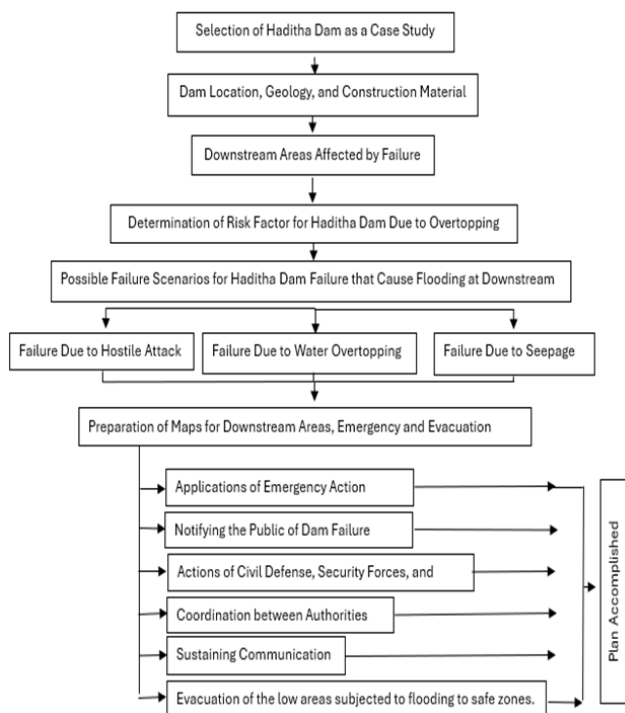 Selection of Haditha Dam as a Case Study
Dam Location, Geology, and Construction Material
Downstream Areas Affected by Failure
Determination of Risk Factor for Haditha Dam Due to Overtopping
Possible Failure Scenarios for Haditha Dam Failure that Cause Flooding at Downstream
Failure Due to Hostile Attack
Failure Due to Water Overtopping
Failure Due to Seepage
Preparation of Maps for Downstream Areas, Emergency and Evacuation
Applications of Emergency Action
Notifying the Public of Dam Failure
Actions of Civil Defense, Security Forces, and
Coordination between Authorities
Sustaining Communication
Evacuation of the low areas subjected to flooding to safe zones.
Plan Accomplished